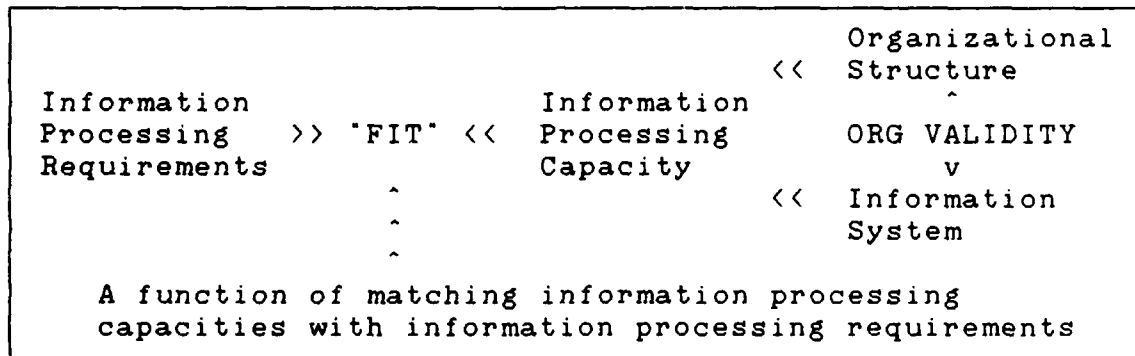 Organizational
<< Structure
Information Information ^
Processing >> "FIT" << Processing ORG VALIDITY
Requirements Capacity v
^ << Information
^ System
^
A function of matching information processing
capacities with information processing requirements